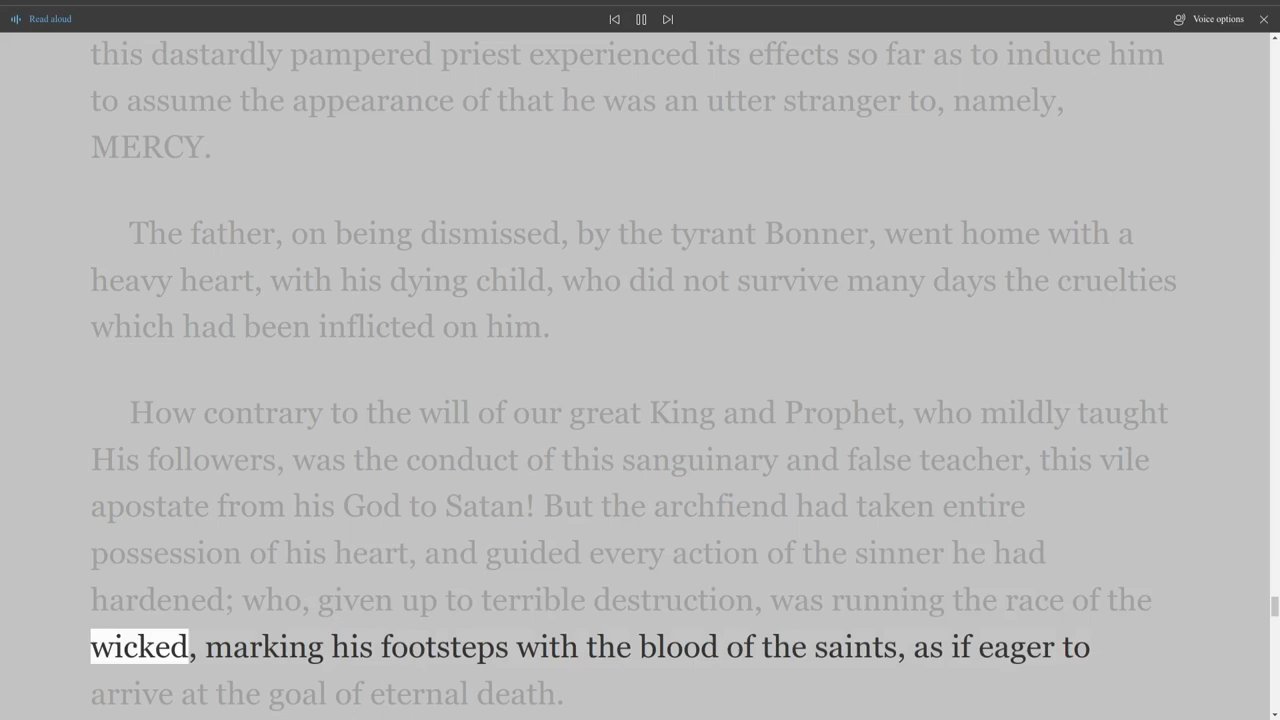 Read aloud
Voice options
this dastardly pampered priest experienced its effects so far as to induce him
to assume the appearance of that he was an utter stranger to, namely,
MERCY.
The father, on being dismissed, by the tyrant Bonner, went home with a
heavy heart, with his dying child, who did not survive many days the cruelties
which had been inflicted on him.
How contrary to the will of our great King and Prophet, who mildly taught
His followers, was the conduct of this sanguinary and false teacher, this vile
apostate from his God to Satan! But the archfiend had taken entire
possession of his heart, and guided every action of the sinner he had
hardened; who, given up to terrible destruction, was running the race of the
wicked, marking his footsteps with the blood of the saints, as if eager to
arrive at the goal of eternal death.